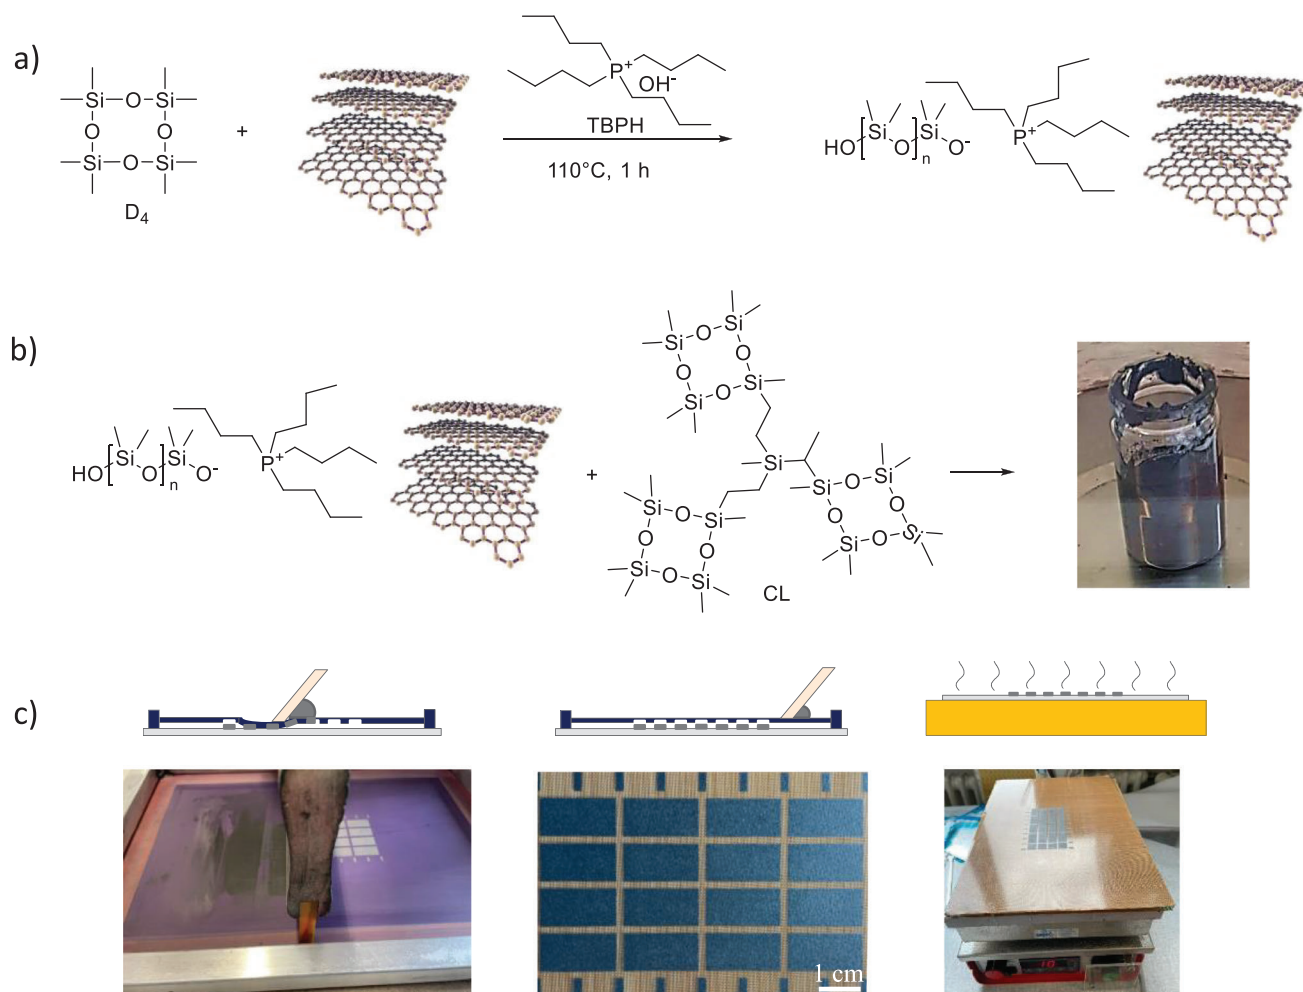 a)
Si O Si
O O
Si O Si
D4
+
P+
OH-
TBPH
110°C, 1 h
HO [ Si O ] n Si O-
P+
b)
HO [ Si O ] n Si O-
P+
+
Si O Si
O O
Si O Si
Si
Si O Si
O O
Si O Si
Si O Si
O O
Si O Si
CL
c)
1 cm
10